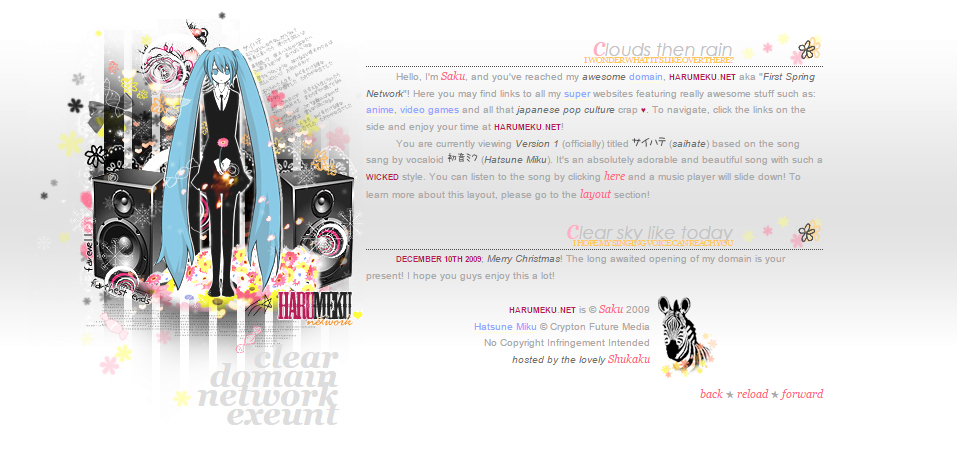 Clouds then rain
I WONDER WHAT IT'S LIKE OVER THERE?
Hello, I'm Saku, and you've reached my awesome domain, HARUMEKU.NET aka "First Spring
Network"! Here you may find links to all my super websites featuring really awesome stuff such as:
anime, video games and all that japanese pop culture crap ♥. To navigate, click the links on the
side and enjoy your time at HARUMEKU.NET!
You are currently viewing Version 1 (officially) titled サイハテ (saihate) based on the song
sang by vocaloid 初音ミク (Hatsune Miku). It's an absolutely adorable and beautiful song with such a
WICKED style. You can listen to the song by clicking here and a music player will slide down! To
learn more about this layout, please go to the layout section!
Clear sky like today
I HOPE MY SINGING VOICE CAN REACH YOU
DECEMBER 10TH 2009; Merry Christmas! The long awaited opening of my domain is your
present! I hope you guys enjoy this a lot!
HARUMEKU.NET is © Saku 2009
Hatsune Miku © Crypton Future Media
No Copyright Infringement Intended
hosted by the lovely Shukaku
back ★ reload ★ forward
farewell
farthest ends
HARUMEKU
network
clear
domain
network
exeunt